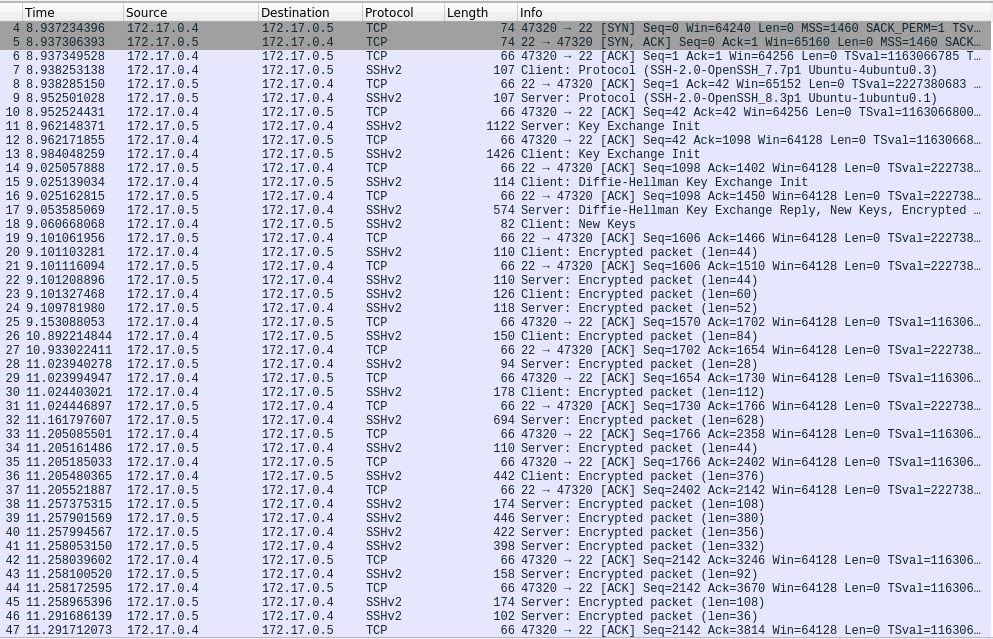 Time Source Destination Protocol Length Info
4 8.937234396 172.17.0.4 172.17.0.5 TCP 74 47320 → 22 [SYN] Seq=0 Win=64240 Len=0 MSS=1460 SACK_PERM=1 TSv…
5 8.937306393 172.17.0.5 172.17.0.4 TCP 74 22 → 47320 [SYN, ACK] Seq=0 Ack=1 Win=65160 Len=0 MSS=1460 SACK…
6 8.937349528 172.17.0.4 172.17.0.5 TCP 66 47320 → 22 [ACK] Seq=1 Ack=1 Win=64256 Len=0 TSval=1163066785 T…
7 8.938253138 172.17.0.4 172.17.0.5 SSHv2 107 Client: Protocol (SSH-2.0-OpenSSH_7.7p1 Ubuntu-4ubuntu0.3)
8 8.938285150 172.17.0.5 172.17.0.4 TCP 66 22 → 47320 [ACK] Seq=1 Ack=42 Win=65152 Len=0 TSval=2227380683 …
9 8.952501028 172.17.0.5 172.17.0.4 SSHv2 107 Server: Protocol (SSH-2.0-OpenSSH_8.3p1 Ubuntu-1ubuntu0.1)
10 8.952524431 172.17.0.4 172.17.0.5 TCP 66 47320 → 22 [ACK] Seq=42 Ack=42 Win=64256 Len=0 TSval=1163066800…
11 8.962148371 172.17.0.5 172.17.0.4 SSHv2 1122 Server: Key Exchange Init
12 8.962171855 172.17.0.4 172.17.0.5 TCP 66 47320 → 22 [ACK] Seq=42 Ack=1098 Win=64128 Len=0 TSval=11630668…
13 8.984048259 172.17.0.4 172.17.0.5 SSHv2 1426 Client: Key Exchange Init
14 9.025057888 172.17.0.5 172.17.0.4 TCP 66 22 → 47320 [ACK] Seq=1098 Ack=1402 Win=64128 Len=0 TSval=222738…
15 9.025139034 172.17.0.4 172.17.0.5 SSHv2 114 Client: Diffie-Hellman Key Exchange Init
16 9.025162815 172.17.0.5 172.17.0.4 TCP 66 22 → 47320 [ACK] Seq=1098 Ack=1450 Win=64128 Len=0 TSval=222738…
17 9.053585069 172.17.0.5 172.17.0.4 SSHv2 574 Server: Diffie-Hellman Key Exchange Reply, New Keys, Encrypted …
18 9.060668068 172.17.0.4 172.17.0.5 SSHv2 82 Client: New Keys
19 9.101061956 172.17.0.5 172.17.0.4 TCP 66 22 → 47320 [ACK] Seq=1606 Ack=1466 Win=64128 Len=0 TSval=222738…
20 9.101103281 172.17.0.4 172.17.0.5 SSHv2 110 Client: Encrypted packet (len=44)
21 9.101116094 172.17.0.5 172.17.0.4 TCP 66 22 → 47320 [ACK] Seq=1606 Ack=1510 Win=64128 Len=0 TSval=222738…
22 9.101208896 172.17.0.5 172.17.0.4 SSHv2 110 Server: Encrypted packet (len=44)
23 9.101327468 172.17.0.4 172.17.0.5 SSHv2 126 Client: Encrypted packet (len=60)
24 9.109781980 172.17.0.5 172.17.0.4 SSHv2 118 Server: Encrypted packet (len=52)
25 9.153088053 172.17.0.4 172.17.0.5 TCP 66 47320 → 22 [ACK] Seq=1570 Ack=1702 Win=64128 Len=0 TSval=116306…
26 10.892214844 172.17.0.4 172.17.0.5 SSHv2 150 Client: Encrypted packet (len=84)
27 10.933022411 172.17.0.5 172.17.0.4 TCP 66 22 → 47320 [ACK] Seq=1702 Ack=1654 Win=64128 Len=0 TSval=222738…
28 11.023940278 172.17.0.5 172.17.0.4 SSHv2 94 Server: Encrypted packet (len=28)
29 11.023994947 172.17.0.4 172.17.0.5 TCP 66 47320 → 22 [ACK] Seq=1654 Ack=1730 Win=64128 Len=0 TSval=116306…
30 11.024403021 172.17.0.4 172.17.0.5 SSHv2 178 Client: Encrypted packet (len=112)
31 11.024446897 172.17.0.5 172.17.0.4 TCP 66 22 → 47320 [ACK] Seq=1730 Ack=1766 Win=64128 Len=0 TSval=222738…
32 11.161797607 172.17.0.5 172.17.0.4 SSHv2 694 Server: Encrypted packet (len=628)
33 11.205085501 172.17.0.4 172.17.0.5 TCP 66 47320 → 22 [ACK] Seq=1766 Ack=2358 Win=64128 Len=0 TSval=116306…
34 11.205161486 172.17.0.5 172.17.0.4 SSHv2 110 Server: Encrypted packet (len=44)
35 11.205185033 172.17.0.4 172.17.0.5 TCP 66 47320 → 22 [ACK] Seq=1766 Ack=2402 Win=64128 Len=0 TSval=116306…
36 11.205480365 172.17.0.4 172.17.0.5 SSHv2 442 Client: Encrypted packet (len=376)
37 11.205521887 172.17.0.5 172.17.0.4 TCP 66 22 → 47320 [ACK] Seq=2402 Ack=2142 Win=64128 Len=0 TSval=222738…
38 11.257375315 172.17.0.5 172.17.0.4 SSHv2 174 Server: Encrypted packet (len=108)
39 11.257901569 172.17.0.5 172.17.0.4 SSHv2 446 Server: Encrypted packet (len=380)
40 11.257994567 172.17.0.5 172.17.0.4 SSHv2 422 Server: Encrypted packet (len=356)
41 11.258053150 172.17.0.5 172.17.0.4 SSHv2 398 Server: Encrypted packet (len=332)
42 11.258039602 172.17.0.4 172.17.0.5 TCP 66 47320 → 22 [ACK] Seq=2142 Ack=3246 Win=64128 Len=0 TSval=116306…
43 11.258100520 172.17.0.5 172.17.0.4 SSHv2 158 Server: Encrypted packet (len=92)
44 11.258172595 172.17.0.4 172.17.0.5 TCP 66 47320 → 22 [ACK] Seq=2142 Ack=3670 Win=64128 Len=0 TSval=116306…
45 11.258965396 172.17.0.5 172.17.0.4 SSHv2 174 Server: Encrypted packet (len=108)
46 11.291686139 172.17.0.5 172.17.0.4 SSHv2 102 Server: Encrypted packet (len=36)
47 11.291712073 172.17.0.4 172.17.0.5 TCP 66 47320 → 22 [ACK] Seq=2142 Ack=3814 Win=64128 Len=0 TSval=116306…